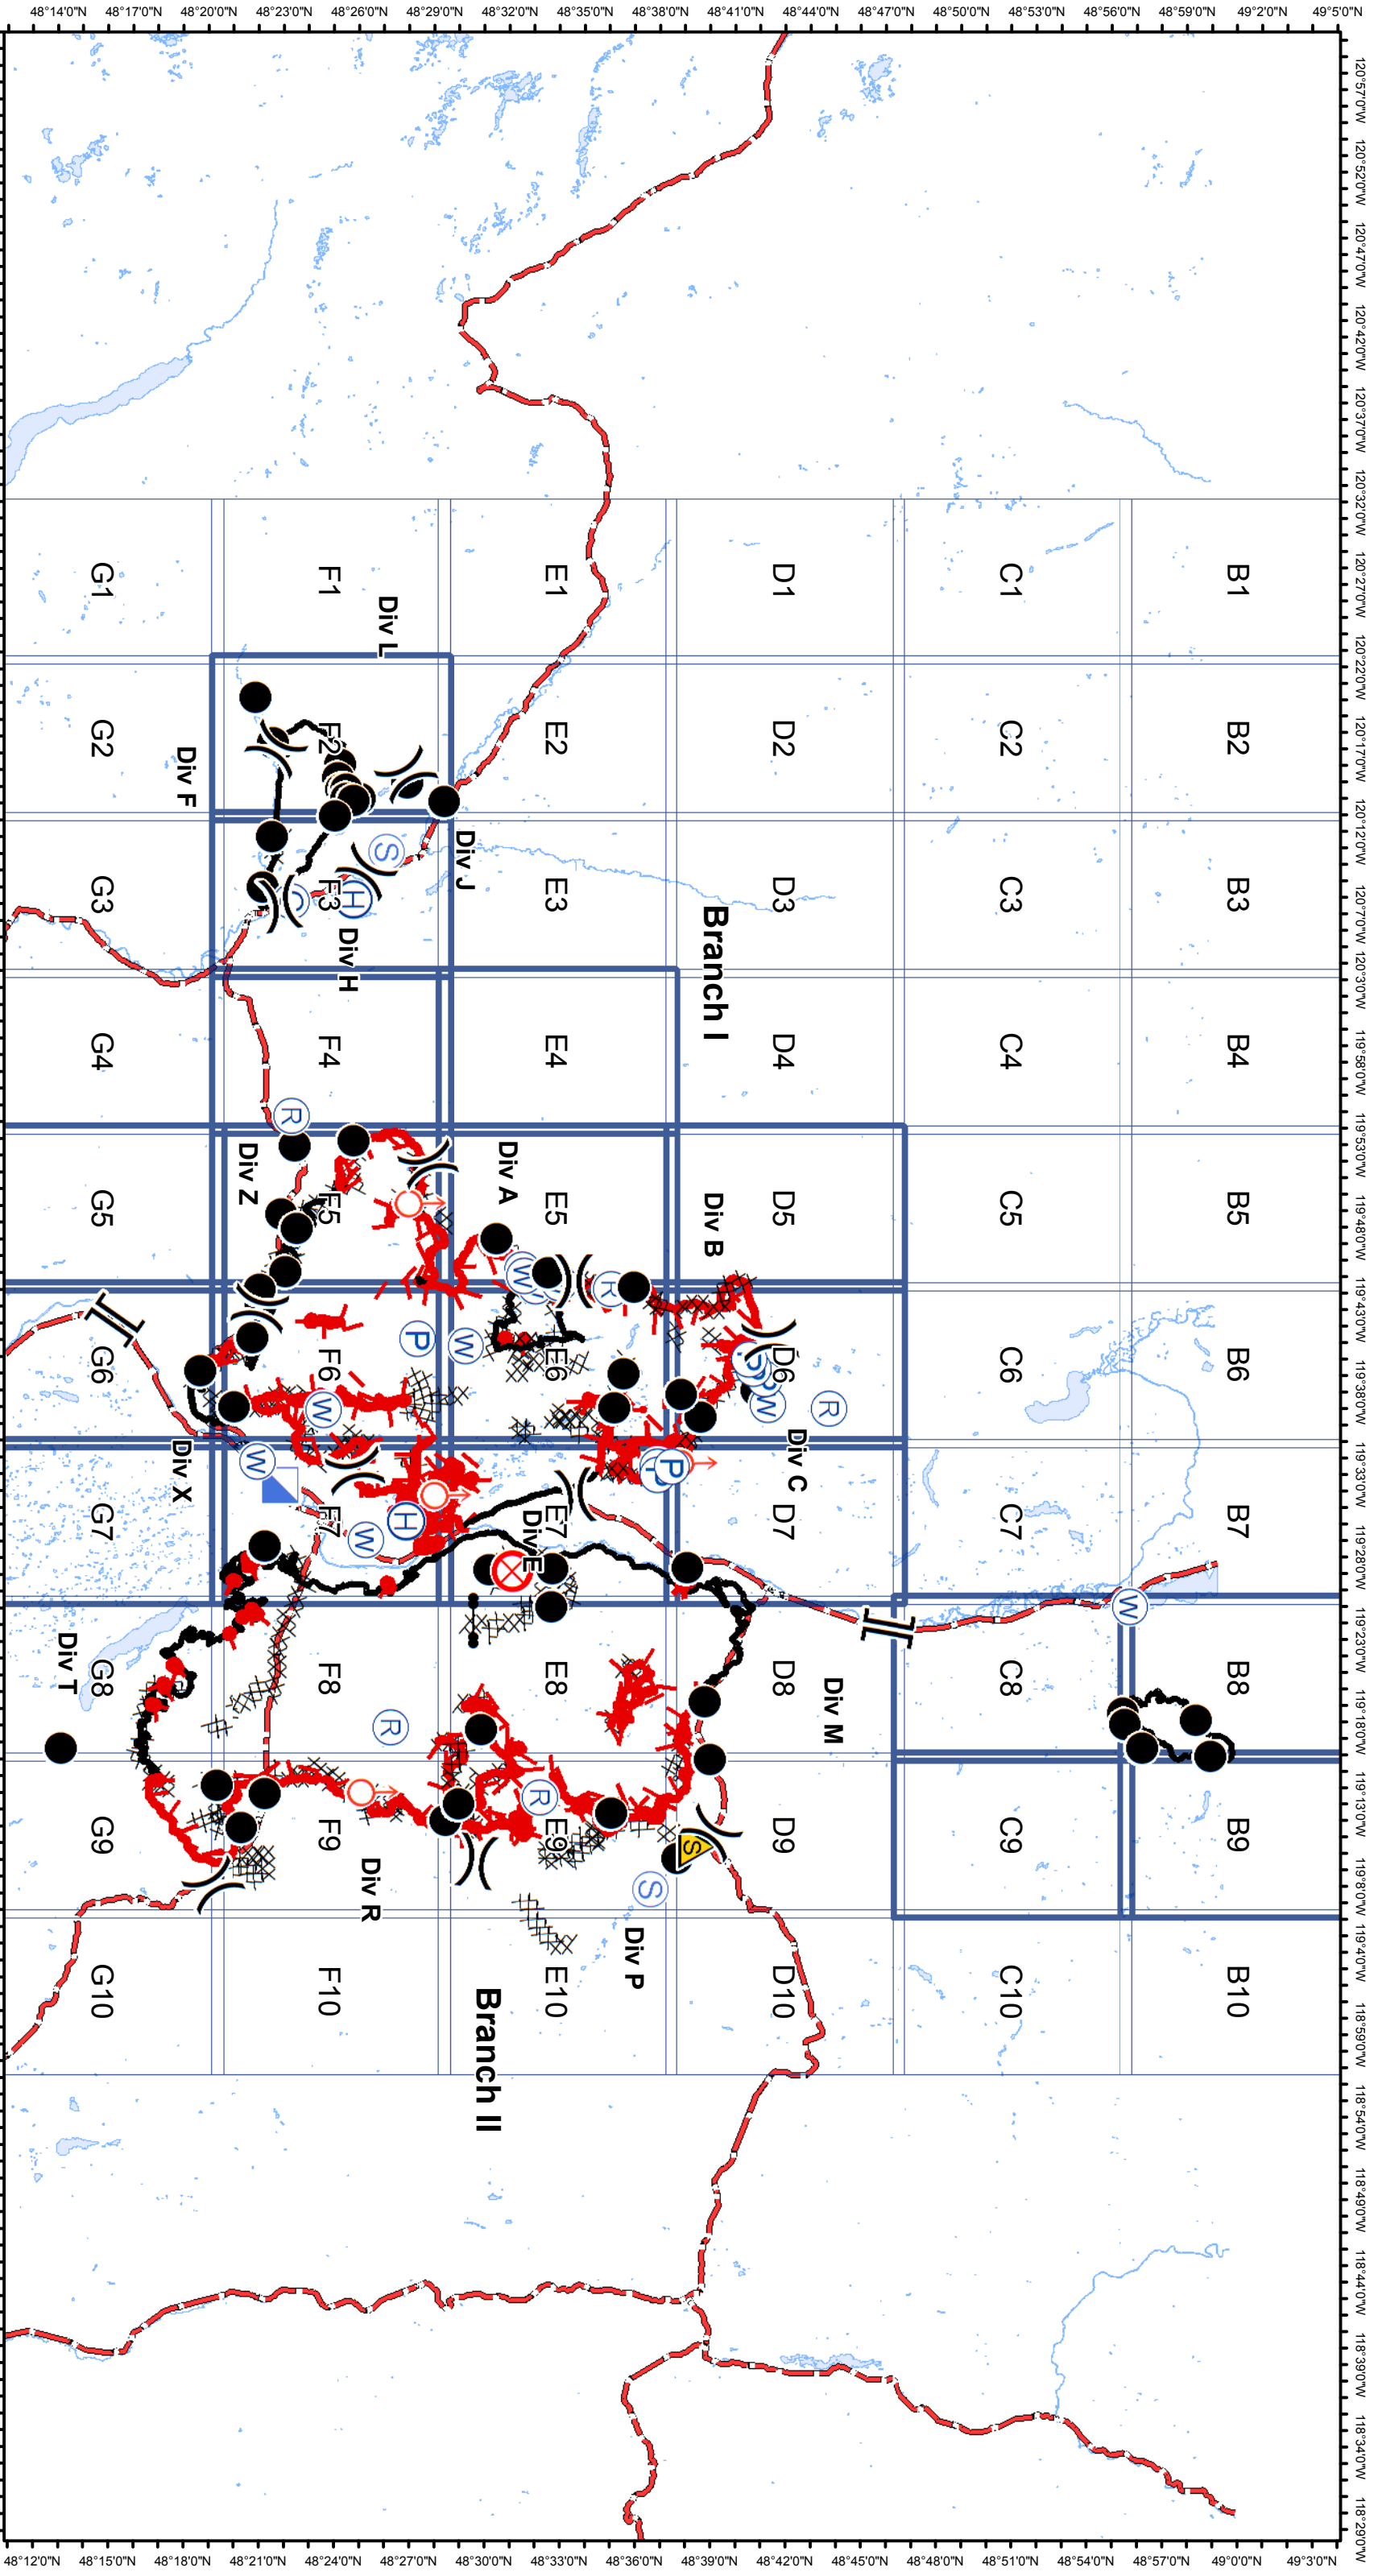 120°57'0"W 120°52'0"W 120°47'0"W 120°42'0"W 120°37'0"W 120°32'0"W 120°27'0"W 120°22'0"W 120°17'0"W 120°12'0"W 120°7'0"W 120°3'0"W 119°58'0"W 119°53'0"W 119°48'0"W 119°43'0"W 119°38'0"W 119°33'0"W 119°28'0"W 119°23'0"W 119°18'0"W 119°13'0"W 119°8'0"W 119°4'0"W 118°59'0"W 118°54'0"W 118°49'0"W 118°44'0"W 118°39'0"W 118°34'0"W 118°29'0"W
49°5'0"N
49°2'0"N
48°59'0"N
48°56'0"N
48°53'0"N
48°50'0"N
48°47'0"N
48°44'0"N
48°41'0"N
48°38'0"N
48°35'0"N
48°32'0"N
48°29'0"N
48°26'0"N
48°23'0"N
48°20'0"N
48°17'0"N
48°14'0"N
B1 B2 B3 B4 B5 B6 B7 B8 B9 B10
W
C1 C2 C3 C4 C5 C6 C7 C8 C9 C10
R
Div M
Div C
D1 D2 D3 D4 D5 D6 D7 D8 D9 D10
W
Branch I
Div B
S
P
S
Div P
R
E1 E2 E3 E4 E5 E6 E7 E8 E9 E10
R
Div E
W
Div A
Branch II
Div J
W
P
H
R
S
Div L
W
Div R
H
Div H
F1 F2 F3 F4 F5 F6 F7 F8 F9 F10
W
R
W
Div Z
Div F
Div X
G1 G2 G3 G4 G5 G6 G7 G8 G9 G10
Div T
49°3'0"N
49°0'0"N
48°57'0"N
48°54'0"N
48°51'0"N
48°48'0"N
48°45'0"N
48°42'0"N
48°39'0"N
48°36'0"N
48°33'0"N
48°30'0"N
48°27'0"N
48°24'0"N
48°21'0"N
48°18'0"N
48°15'0"N
48°12'0"N